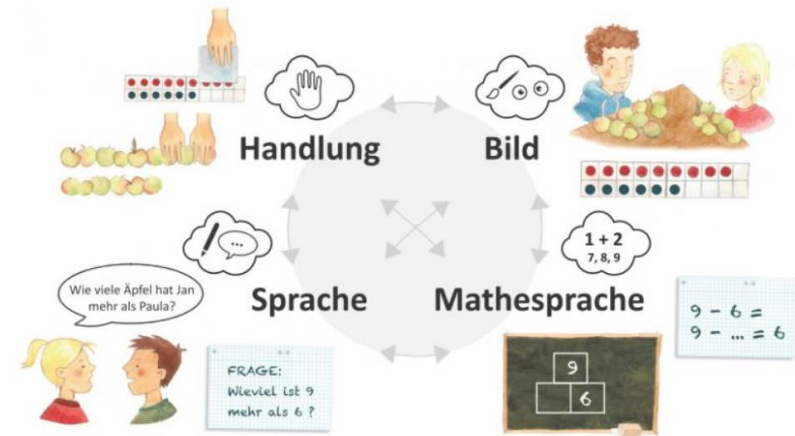 Handlung
Bild
...
1 + 2
7, 8, 9
Sprache
Mathesprache
Wie viele Äpfel hat Jan
mehr als Paula?
FRAGE:
Wieviel ist 9
mehr als 6 ?
9
6
9 - 6 =
9 - ... = 6